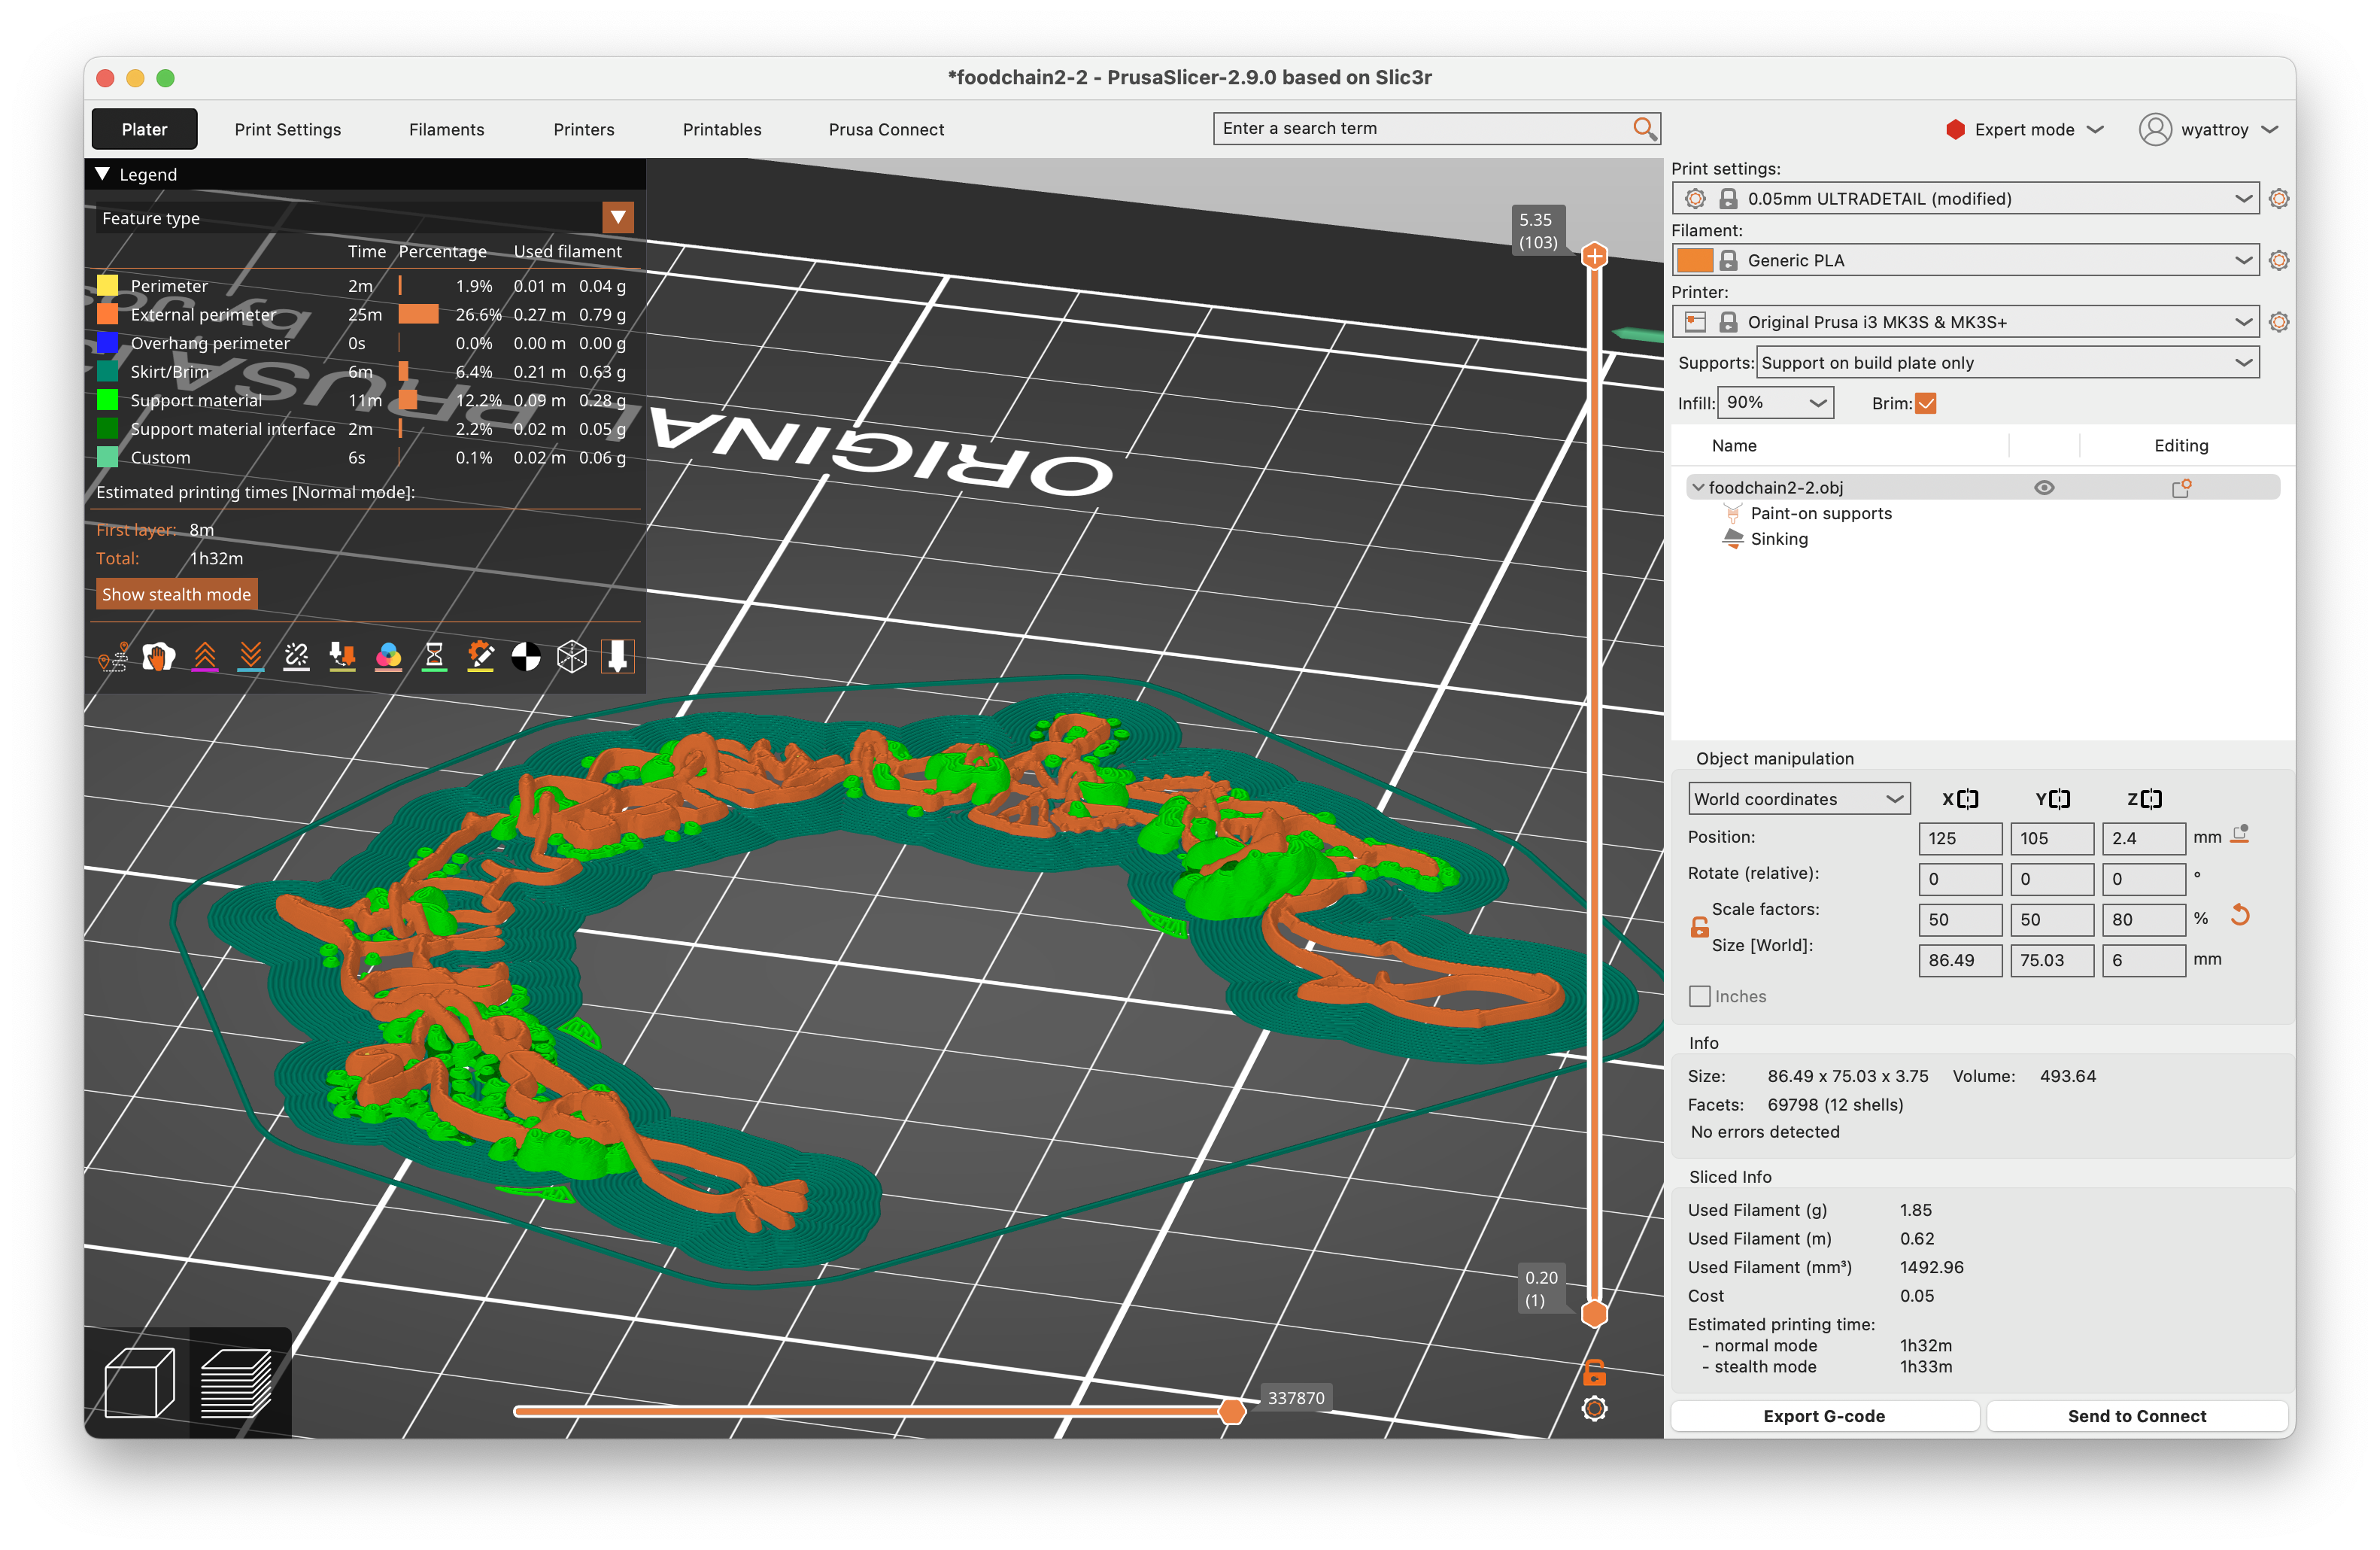 *foodchain2-2 - PrusaSlicer-2.9.0 based on Slic3r
Plater Print Settings Filaments Printers Printables Prusa Connect Enter a search term Expert mode wyattroy
Legend
Feature type
Time Percentage Used filament
Perimeter 2m 1.9% 0.01 m 0.04 g
External perimeter 25m 26.6% 0.27 m 0.79 g
Overhang perimeter 0s 0.0% 0.00 m 0.00 g
Skirt/Brim 6m 6.4% 0.21 m 0.63 g
Support material 11m 12.2% 0.09 m 0.28 g
Support material interface 2m 2.2% 0.02 m 0.05 g
Custom 6s 0.1% 0.02 m 0.06 g
Estimated printing times [Normal mode]:
First layer: 8m
Total: 1h32m
Show stealth mode
ORIGINAL PRUSA
by Jos
5.35
(103)
0.20
(1)
337870
Print settings:
0.05mm ULTRADETAIL (modified)
Filament:
Generic PLA
Printer:
Original Prusa i3 MK3S & MK3S+
Supports: Support on build plate only
Infill: 90% Brim:
Name Editing
foodchain2-2.obj
Paint-on supports
Sinking
Object manipulation
World coordinates X Y Z
Position: 125 105 2.4 mm
Rotate (relative): 0 0 0 °
Scale factors: 50 50 80 %
Size [World]: 86.49 75.03 6 mm
Inches
Info
Size: 86.49 x 75.03 x 3.75 Volume: 493.64
Facets: 69798 (12 shells)
No errors detected
Sliced Info
Used Filament (g) 1.85
Used Filament (m) 0.62
Used Filament (mm³) 1492.96
Cost 0.05
Estimated printing time:
- normal mode 1h32m
- stealth mode 1h33m
Export G-code Send to Connect